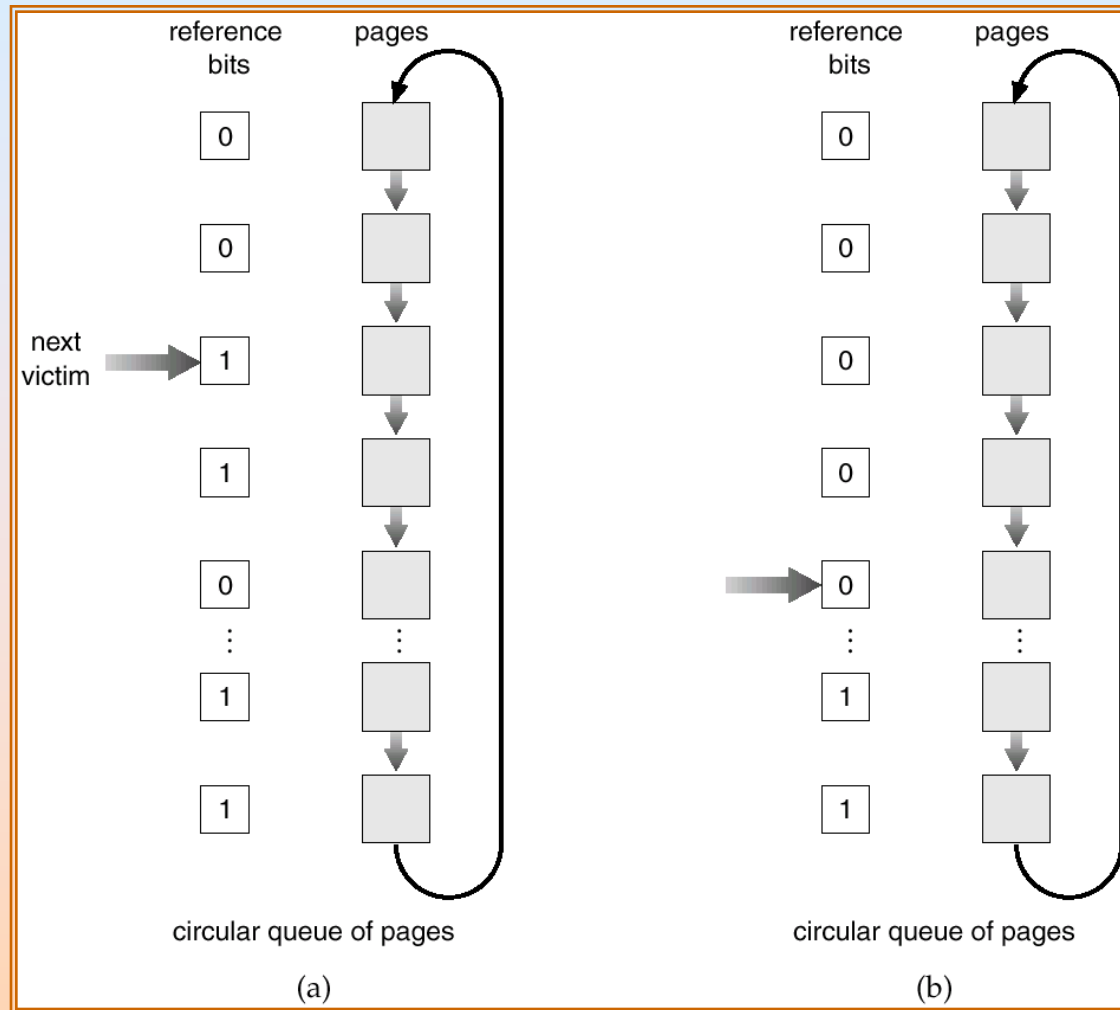 reference pages
bits
0
0
next
victim
1
1
0
⋮ ⋮
1
1
circular queue of pages
(a)
reference pages
bits
0
0
0
0
0
⋮ ⋮
1
1
circular queue of pages
(b)